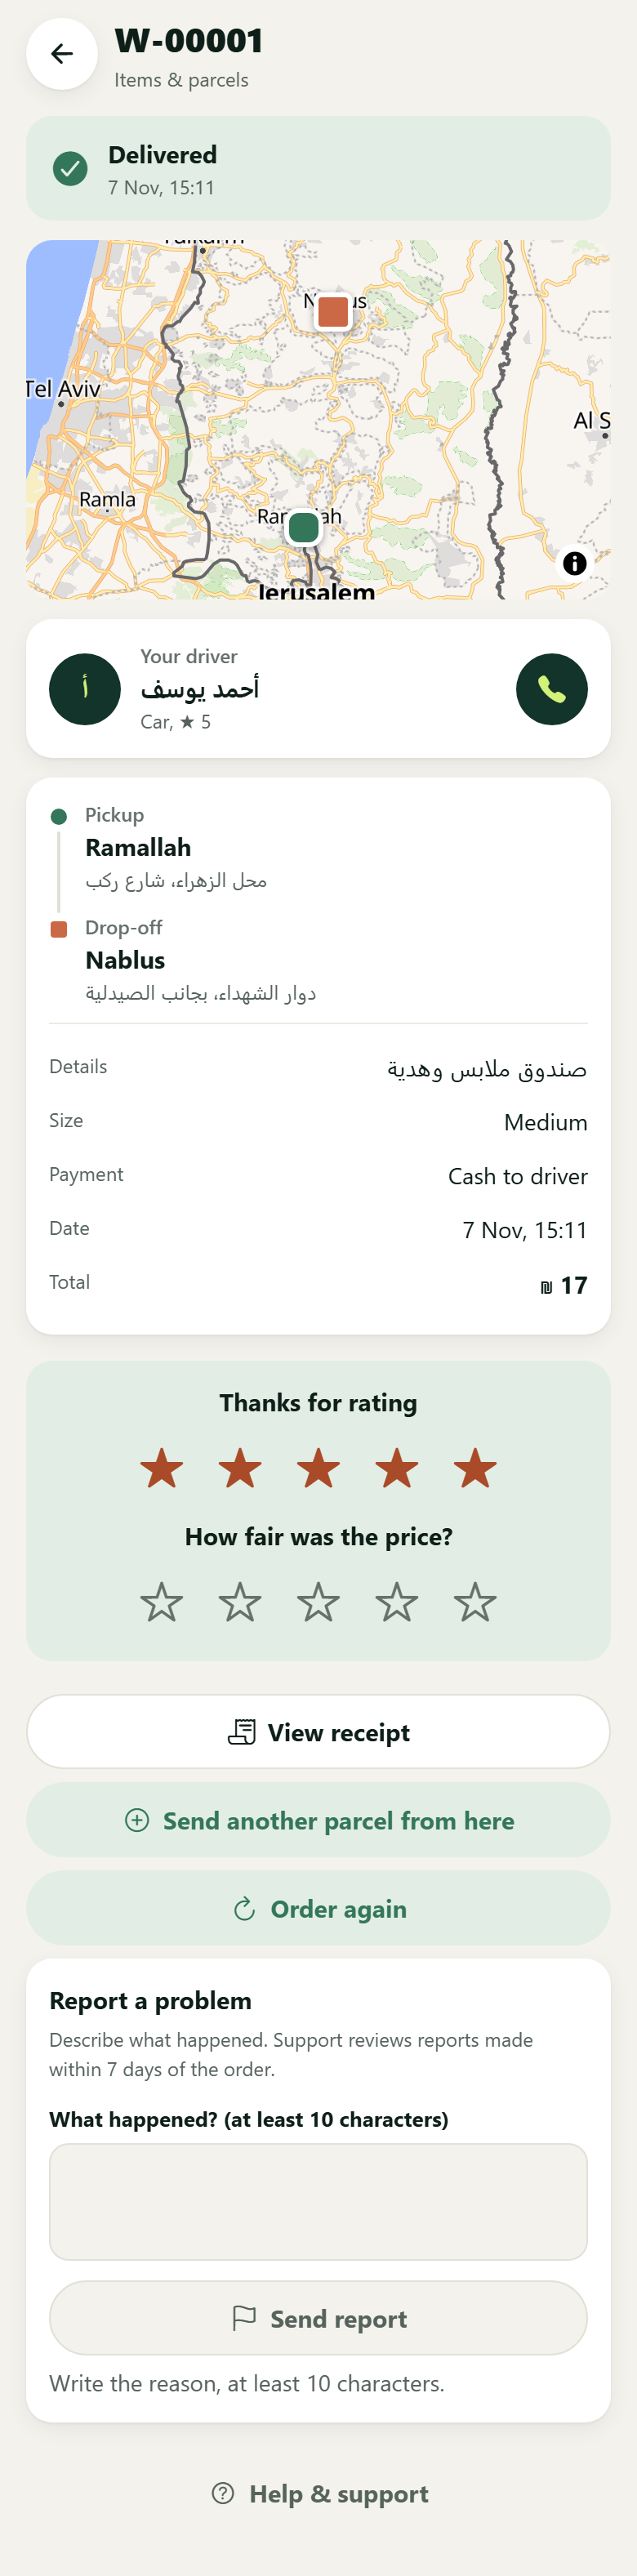 W-00001
Items & parcels
Delivered
7 Nov, 15:11
Tel Aviv
Ramla
Al S
Jerusalem
Your driver
أ
أحمد يوسف
Car, ★ 5
Pickup
Ramallah
محل الزهراء، شارع ركب
Drop-off
Nablus
دوار الشهداء، بجانب الصيدلية
Details
صندوق ملابس وهدية
Size
Medium
Payment
Cash to driver
Date
7 Nov, 15:11
Total
₪ 17
Thanks for rating
How fair was the price?
View receipt
Send another parcel from here
Order again
Report a problem
Describe what happened. Support reviews reports made
within 7 days of the order.
What happened? (at least 10 characters)
Send report
Write the reason, at least 10 characters.
Help & support